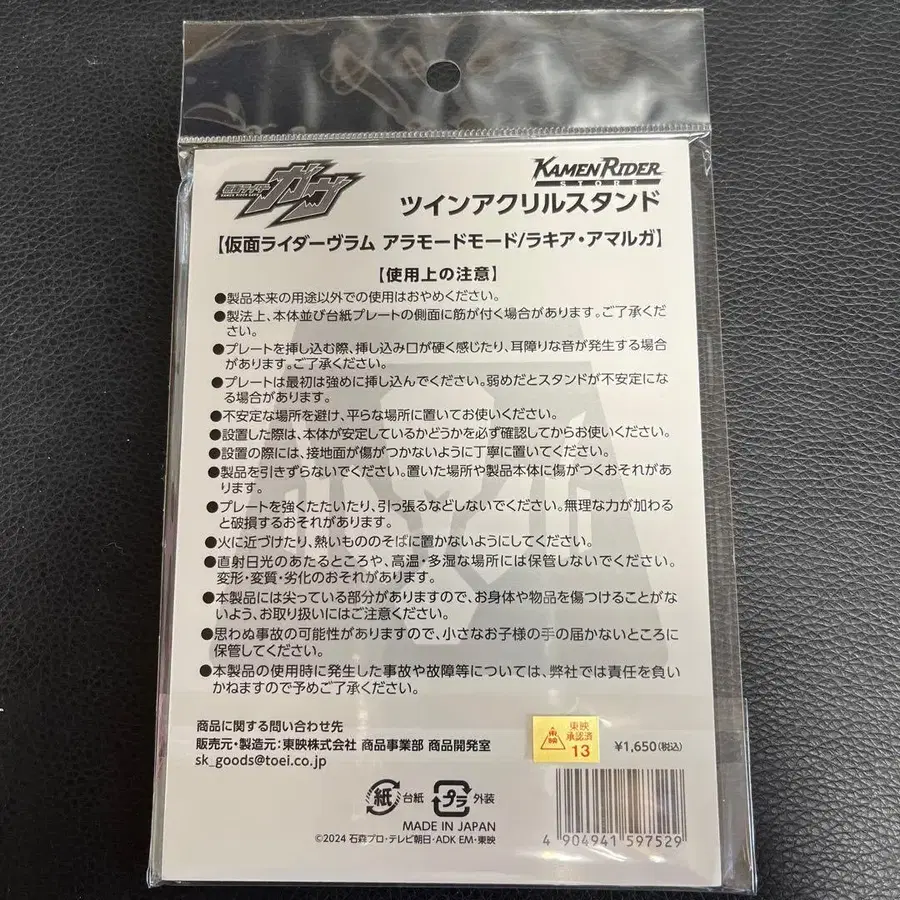 仮面ライダー
ガヴ
KAMEN RIDER
STORE
ツインアクリルスタンド
【仮面ライダーヴラム アラモードモード/ラキア・アマルガ】
【使用上の注意】
●製品本来の用途以外での使用はおやめください。
●製法上、本体並び台紙プレートの側面に筋が付く場合があります。ご了承くだ
さい。
●プレートを挿し込む際、挿し込み口が硬く感じたり、耳障りな音が発生する場合
があります。ご了承ください。
●プレートは最初は強めに挿し込んでください。弱めだとスタンドが不安定にな
る場合があります。
●不安定な場所を避け、平らな場所に置いてお使いください。
●設置した際は、本体が安定しているかどうかを必ず確認してからお使いください。
●設置の際には、接地面が傷がつかないように丁寧に置いてください。
●製品を引きずらないでください。置いた場所や製品本体に傷がつくおそれがあ
ります。
●プレートを強くたたいたり、引っ張るなどしないでください。無理な力が加わる
と破損するおそれがあります。
●火に近づけたり、熱いもののそばに置かないようにしてください。
●直射日光のあたるところや、高温・多湿な場所には保管しないでください。
変形・変質・劣化のおそれがあります。
●本製品には尖っている部分がありますので、お身体や物品を傷つけることがな
いよう、お取り扱いにはご注意ください。
●思わぬ事故の可能性がありますので、小さなお子様の手の届かないところに
保管してください。
●本製品の使用時に発生した事故や故障等については、弊社では責任を負い
かねますので予めご了承ください。
商品に関する問い合わせ先
販売元・製造元:東映株式会社 商品事業部 商品開発室
sk_goods@toei.co.jp
東映
東映
承認済
13
¥1,650(税込)
紙 台紙
プラ 外装
MADE IN JAPAN
©2024 石森プロ・テレビ朝日・ADK EM・東映
4 904941 597529